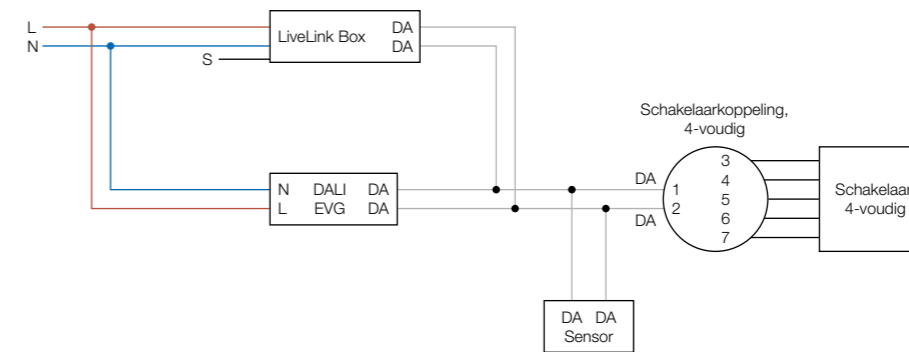 L
N
S
LiveLink Box
DA
DA
N DALI DA
L EVG DA
Schakelaarkoppeling,
4-voudig
DA
DA
1
2
3
4
5
6
7
Schakelaar
4-voudig
DA DA
Sensor